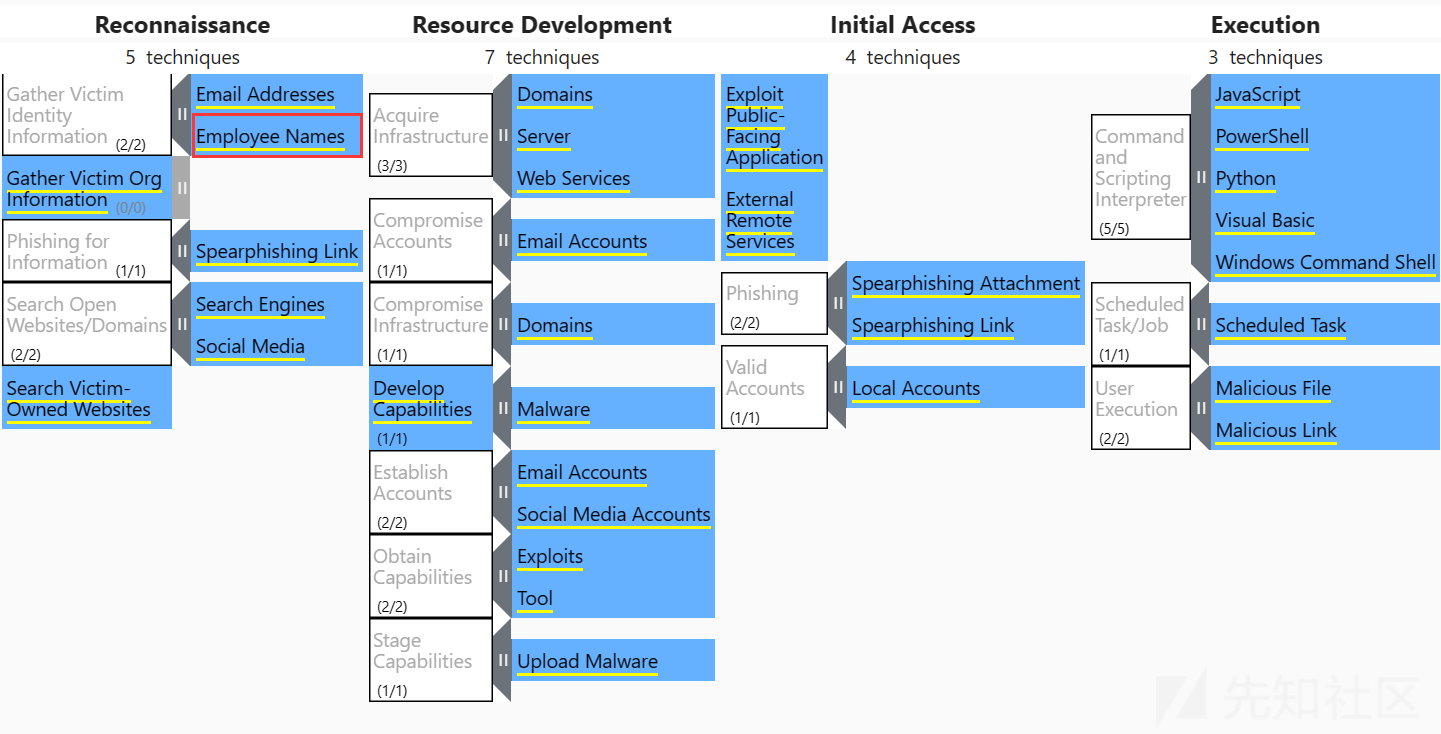 Reconnaissance
5 techniques
Gather Victim
Identity
Information (2/2)
Email Addresses
Employee Names
Gather Victim Org
Information (0/0)
Phishing for
Information (1/1)
Spearphishing Link
Search Open
Websites/Domains
(2/2)
Search Engines
Social Media
Search Victim-
Owned Websites
Resource Development
7 techniques
Acquire
Infrastructure
(3/3)
Domains
Server
Web Services
Compromise
Accounts
(1/1)
Email Accounts
Compromise
Infrastructure
(1/1)
Domains
Develop
Capabilities
(1/1)
Malware
Establish
Accounts
(2/2)
Email Accounts
Social Media Accounts
Obtain
Capabilities
(2/2)
Exploits
Tool
Stage
Capabilities
(1/1)
Upload Malware
Initial Access
4 techniques
Exploit
Public-
Facing
Application
External
Remote
Services
Phishing
(2/2)
Spearphishing Attachment
Spearphishing Link
Valid
Accounts
(1/1)
Local Accounts
Execution
3 techniques
Command
and
Scripting
Interpreter
(5/5)
JavaScript
PowerShell
Python
Visual Basic
Windows Command Shell
Scheduled
Task/Job
(1/1)
Scheduled Task
User
Execution
(2/2)
Malicious File
Malicious Link
先知社区